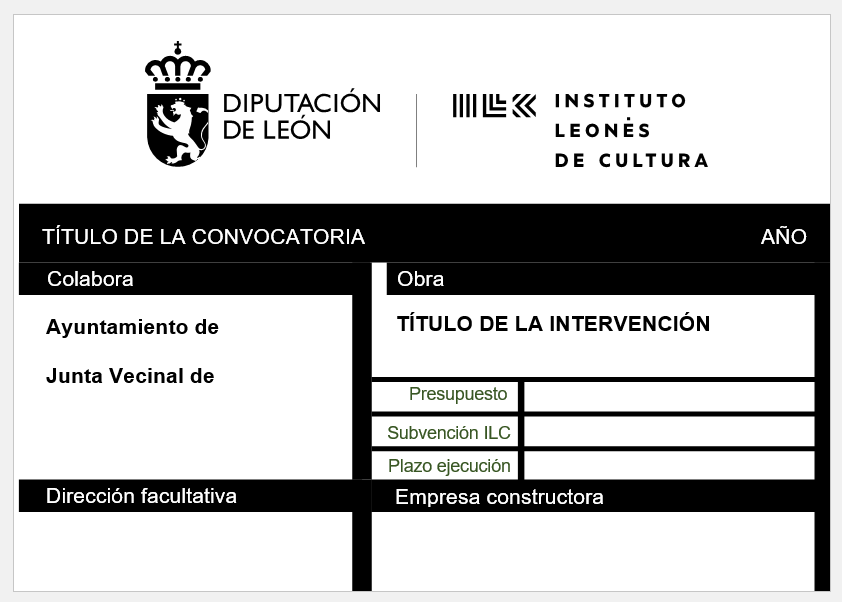 DIPUTACIÓN
DE LEÓN
ILC
INSTITUTO
LEONÉS
DE CULTURA
TÍTULO DE LA CONVOCATORIA
AÑO
Colabora
Obra
Ayuntamiento de
TÍTULO DE LA INTERVENCIÓN
Junta Vecinal de
Presupuesto
Subvención ILC
Plazo ejecución
Dirección facultativa
Empresa constructora